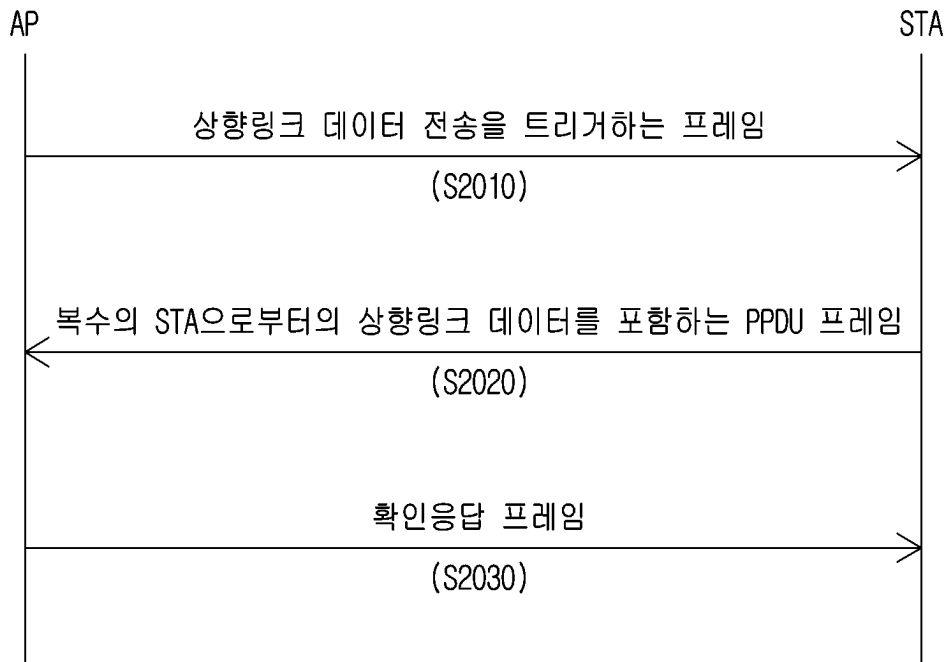 AP
STA
상향링크 데이터 전송을 트리거하는 프레임
(S2010)
복수의 STA으로부터의 상향링크 데이터를 포함하는 PPDU 프레임
(S2020)
확인응답 프레임
(S2030)